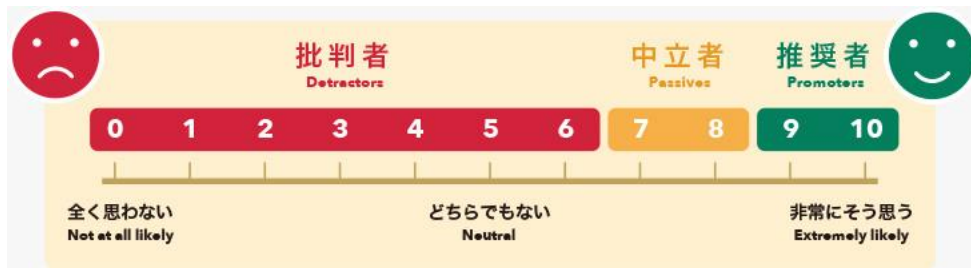 批判者 中立者 推奨者
Detractors Passives Promoters
0 1 2 3 4 5 6 7 8 9 10
全く思わない どちらでもない 非常にそう思う
Not at all likely Neutral Extremely likely